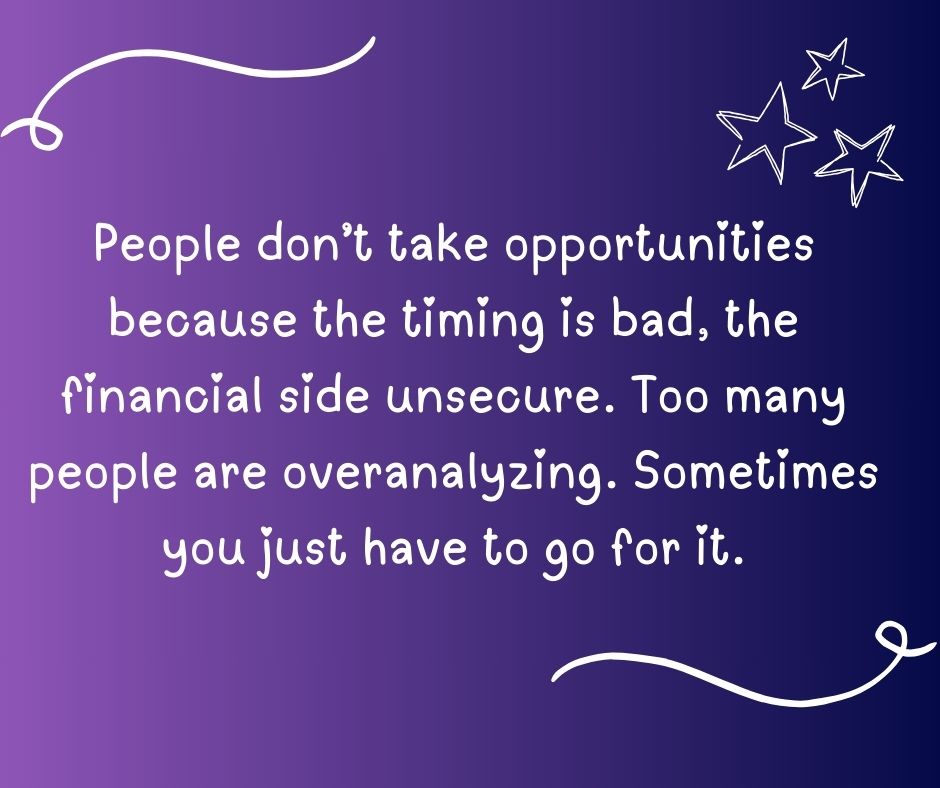 People don't take opportunities
because the timing is bad, the
financial side unsecure. Too many
people are overanalyzing. Sometimes
you just have to go for it.